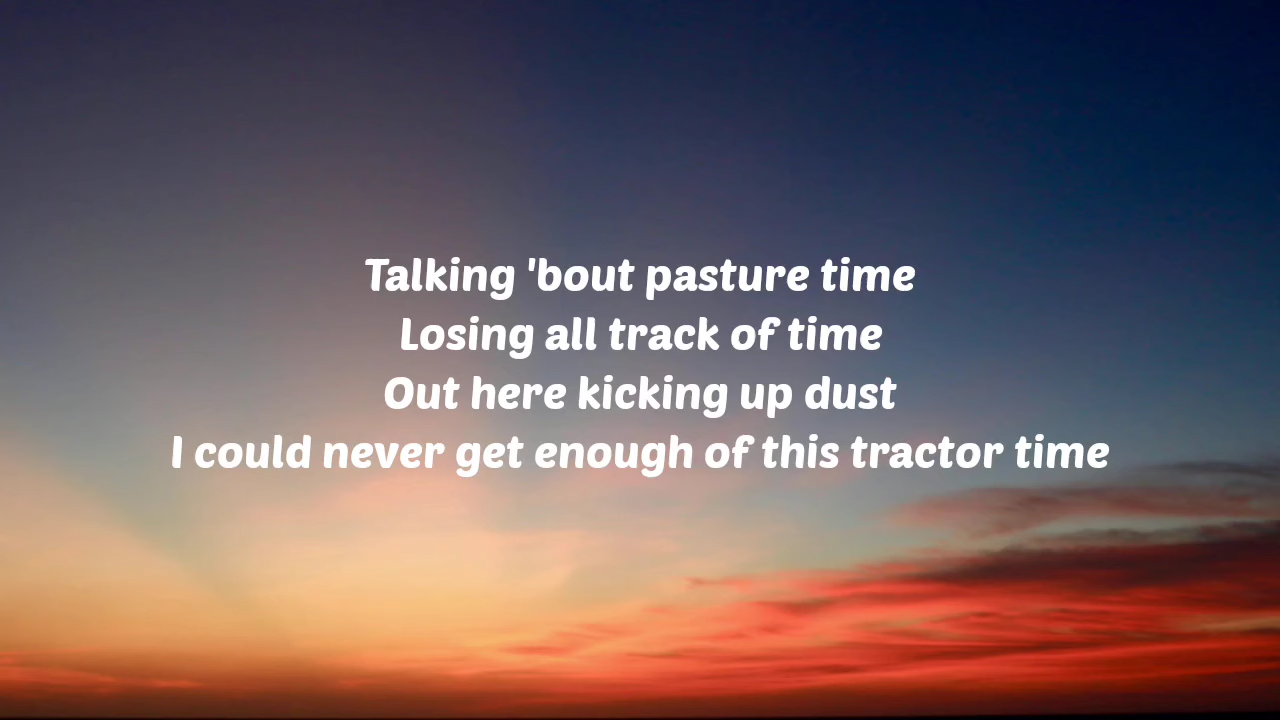 Talking 'bout pasture time
Losing all track of time
Out here kicking up dust
I could never get enough of this tractor time